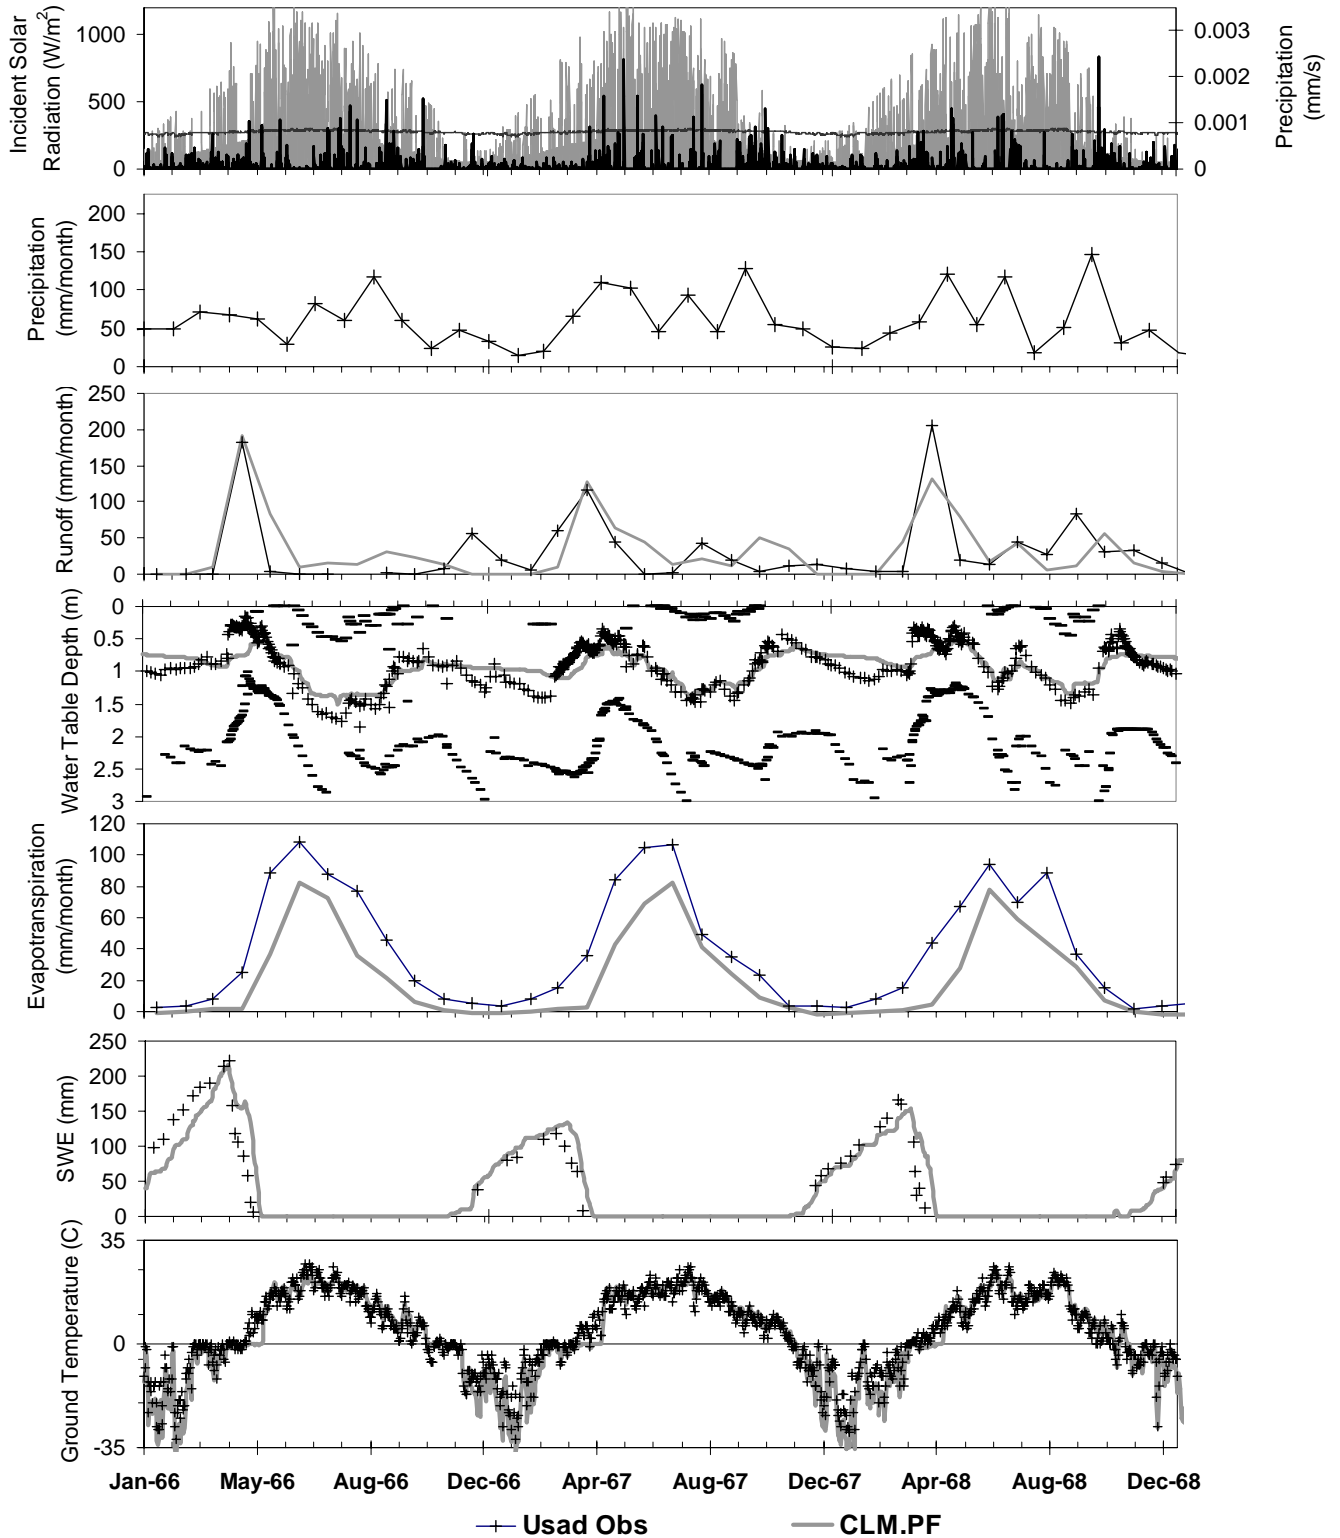 Incident Solar
Radiation (W/m²)
1000
500
0
0.003
0.002
0.001
0
Precipitation
(mm/s)
Precipitation
(mm/month)
200
150
100
50
0
Runoff (mm/month)
250
200
150
100
50
0
Water Table Depth (m)
0
0.5
1
1.5
2
2.5
3
Evapotranspiration
(mm/month)
120
100
80
60
40
20
0
SWE (mm)
250
200
150
100
50
0
Ground Temperature (C)
35
0
-35
Jan-66 May-66 Aug-66 Dec-66 Apr-67 Aug-67 Dec-67 Apr-68 Aug-68 Dec-68
Usad Obs CLM.PF